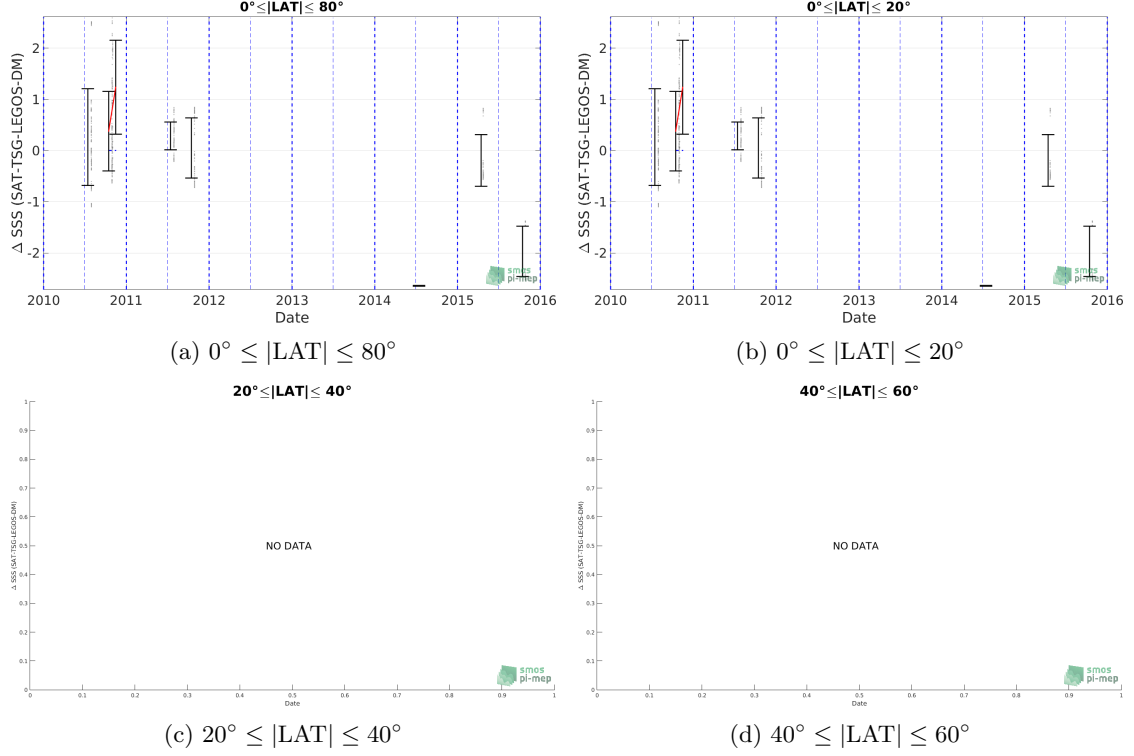 0°≤|LAT|≤ 80°
2
1
0
-1
-2
Δ SSS (SAT-TSG-LEGOS-DM)
2010 2011 2012 2013 2014 2015 2016
Date
smos
pi-mep
(a) 0° ≤ |LAT| ≤ 80°
0°≤|LAT|≤ 20°
2
1
0
-1
-2
Δ SSS (SAT-TSG-LEGOS-DM)
2010 2011 2012 2013 2014 2015 2016
Date
smos
pi-mep
(b) 0° ≤ |LAT| ≤ 20°
20°≤|LAT|≤ 40°
1
0.9
0.8
0.7
0.6
0.5
0.4
0.3
0.2
0.1
0
Δ SSS (SAT-TSG-LEGOS-DM)
NO DATA
0 0.1 0.2 0.3 0.4 0.5 0.6 0.7 0.8 0.9 1
Date
smos
pi-mep
(c) 20° ≤ |LAT| ≤ 40°
40°≤|LAT|≤ 60°
1
0.9
0.8
0.7
0.6
0.5
0.4
0.3
0.2
0.1
0
Δ SSS (SAT-TSG-LEGOS-DM)
NO DATA
0 0.1 0.2 0.3 0.4 0.5 0.6 0.7 0.8 0.9 1
Date
smos
pi-mep
(d) 40° ≤ |LAT| ≤ 60°